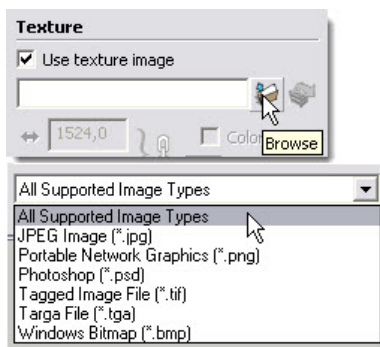 Texture
Use texture image
1524,0
Color
Browse
All Supported Image Types
All Supported Image Types
JPEG Image (*.jpg)
Portable Network Graphics (*.png)
Photoshop (*.psd)
Tagged Image File (*.tif)
Targa File (*.tga)
Windows Bitmap (*.bmp)